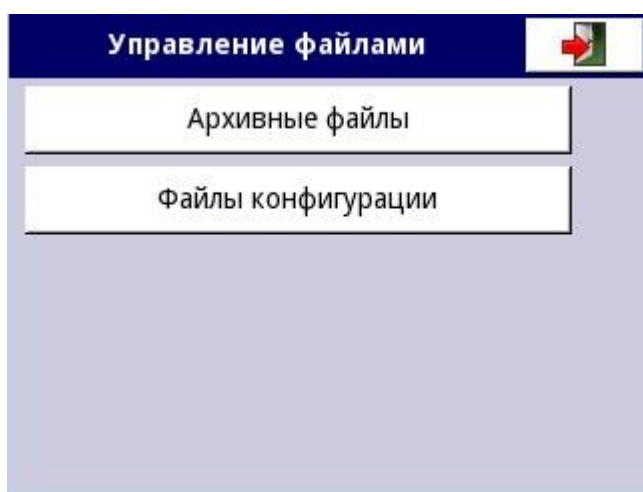 Управление файлами
Архивные файлы
Файлы конфигурации